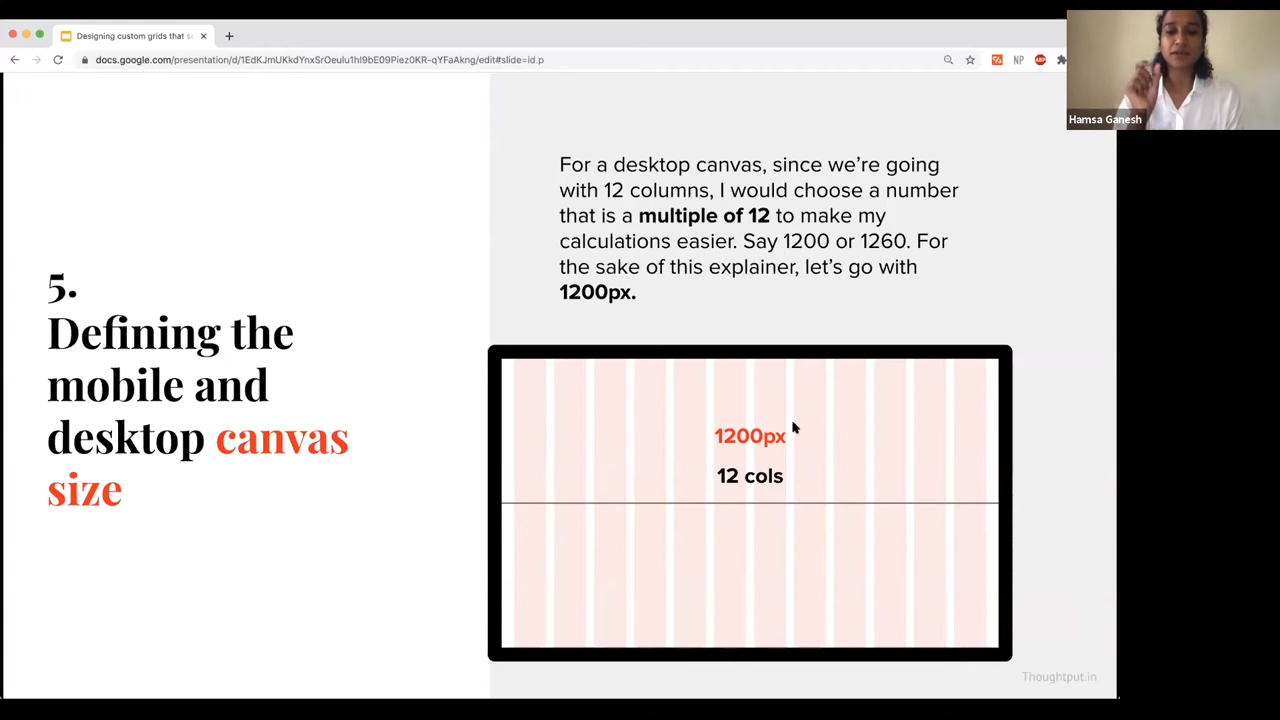 Designing custom grids that s
docs.google.com/presentation/d/1EdKJmUKkdYnxSrOeulu1hI9bE09Piez0KR-qYFaAkng/edit#slide=id.p
NP
ABP
Hamsa Ganesh
5.
Defining the
mobile and
desktop canvas
size
For a desktop canvas, since we’re going
with 12 columns, I would choose a number
that is a multiple of 12 to make my
calculations easier. Say 1200 or 1260. For
the sake of this explainer, let’s go with
1200px.
1200px
12 cols
Thoughtput.in